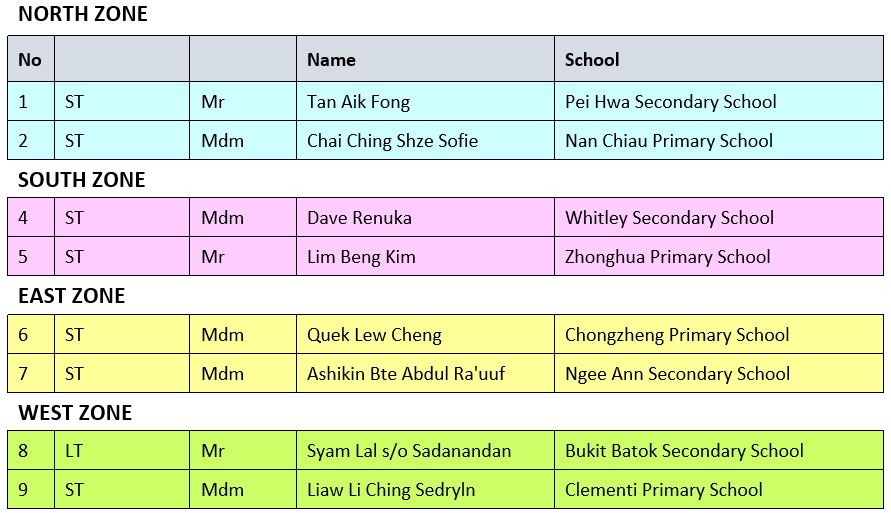 NORTH ZONE
No Name School
1 ST Mr Tan Aik Fong Pei Hwa Secondary School
2 ST Mdm Chai Ching Shze Sofie Nan Chiau Primary School
SOUTH ZONE
4 ST Mdm Dave Renuka Whitley Secondary School
5 ST Mr Lim Beng Kim Zhonghua Primary School
EAST ZONE
6 ST Mdm Quek Lew Cheng Chongzheng Primary School
7 ST Mdm Ashikin Bte Abdul Ra'uuf Ngee Ann Secondary School
WEST ZONE
8 LT Mr Syam Lal s/o Sadanandan Bukit Batok Secondary School
9 ST Mdm Liaw Li Ching Sedryln Clementi Primary School